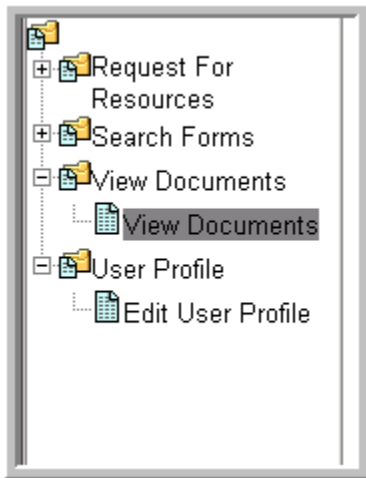 Request For
Resources
Search Forms
View Documents
View Documents
User Profile
Edit User Profile